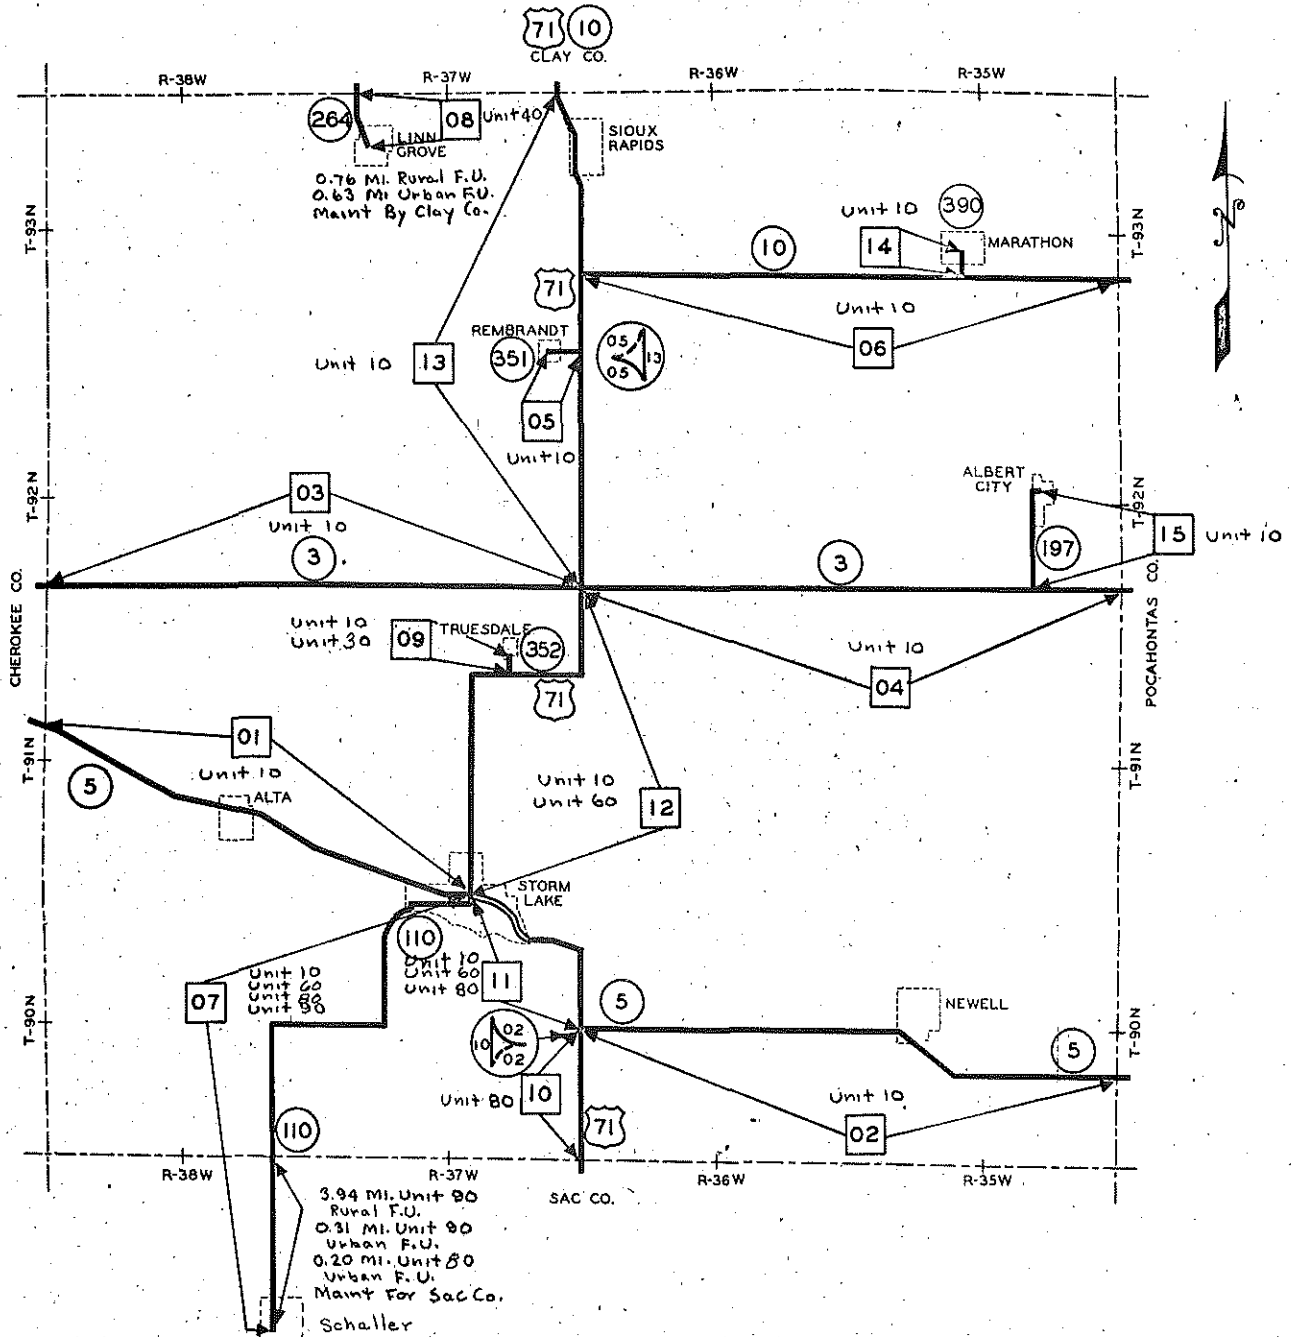 71 10
CLAY CO.
R-38W
R-37W
R-36W
R-35W
264
08
Unit 40
LINN
GROVE
SIOUX
RAPIDS
0.76 MI. Rural F.U.
0.63 MI Urban F.U.
Maint By Clay Co.
T-93N
Unit 10
390
14
MARATHON
T-93N
N
10
71
Unit 10
06
REMBRANDT
351
05
05
13
Unit 10
13
05
Unit 10
ALBERT
CITY
T-92N
T-92N
03
Unit 10
3
3
197
15
Unit 10
CHEROKEE CO.
POCAHONTAS CO.
Unit 10
Unit 30
09
TRUESDALE
352
71
Unit 10
04
T-91N
T-91N
01
Unit 10
5
ALTA
Unit 10
Unit 60
12
STORM
LAKE
110
07
Unit 10
Unit 60
Unit 80
Unit 90
Unit 10
Unit 60
Unit 80
11
5
NEWELL
T-90N
T-90N
10
02
02
5
Unit 80
10
71
Unit 10
02
110
R-38W
R-37W
R-36W
R-35W
SAC CO.
3.94 MI. Unit 90
Rural F.U.
0.31 MI. Unit 90
Urban F.U.
0.20 MI. Unit 80
Urban F.U.
Maint For Sac Co.
Schaller